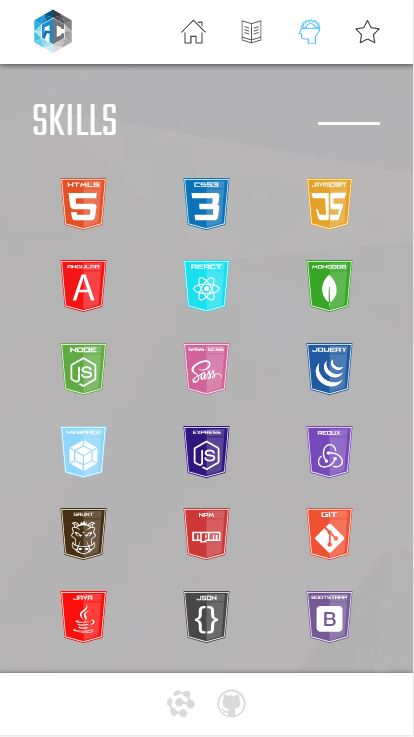 AC
SKILLS
HTML5
5
CSS3
3
JAVASCRIPT
JS
ANGULAR
A
REACT
MONGODB
NODE
JS
SASS/SCSS
Sass
JQUERY
WEBPACK
EXPRESS
JS
REDUX
GRUNT
NPM
npm
GIT
JAVA
JSON
{}
BOOTSTRAP
B